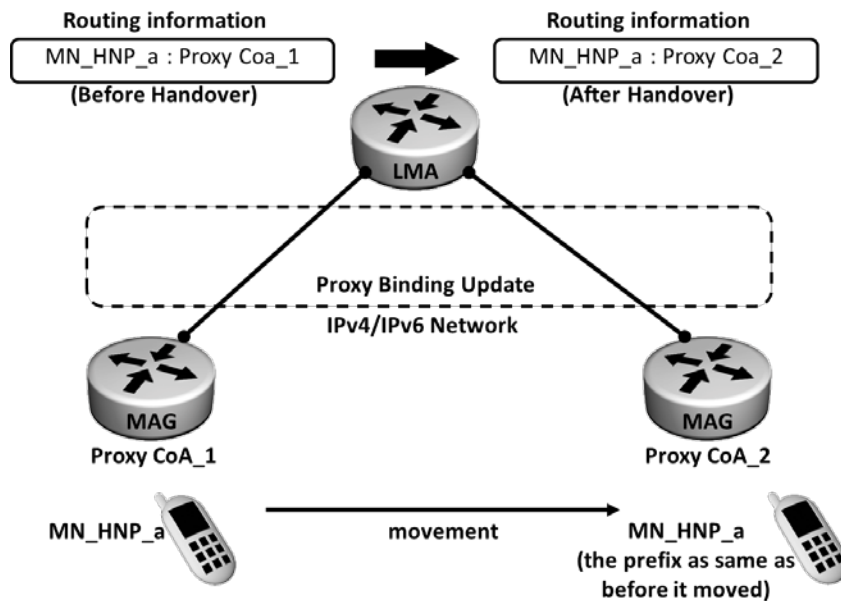 Routing information
MN_HNP_a : Proxy Coa_1
(Before Handover)
Routing information
MN_HNP_a : Proxy Coa_2
(After Handover)
LMA
Proxy Binding Update
IPv4/IPv6 Network
MAG
Proxy CoA_1
MAG
Proxy CoA_2
MN_HNP_a
movement
MN_HNP_a
(the prefix as same as
before it moved)